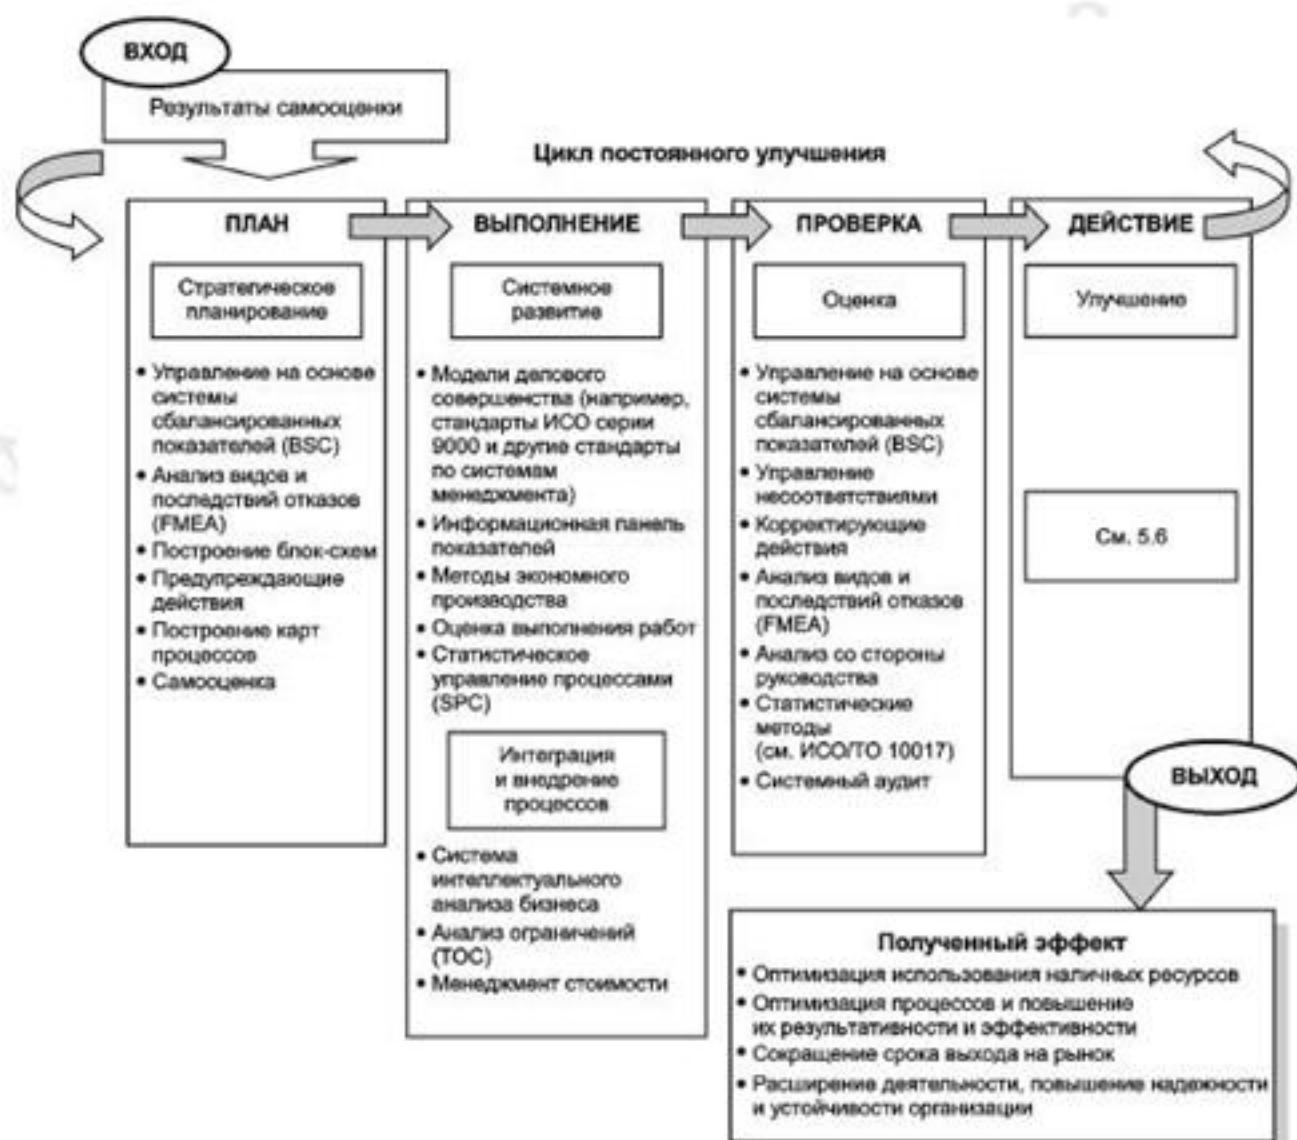 ВХОД
Результаты самооценки
Цикл постоянного улучшения
ПЛАН
Стратегическое
планирование
• Управление на основе
системы
сбалансированных
показателей (BSC)
• Анализ видов и
последствий отказов
(FMEA)
• Построение блок-схем
• Предупреждающие
действия
• Построение карт
процессов
• Самооценка
ВЫПОЛНЕНИЕ
Системное
развитие
• Модели делового
совершенства (например,
стандарты ИСО серии
9000 и другие стандарты
по системам
менеджмента)
• Информационная панель
показателей
• Методы экономного
производства
• Оценка выполнения работ
• Статистическое
управление процессами
(SPC)
Интеграция
и внедрение
процессов
• Система
интеллектуального
анализа бизнеса
• Анализ ограничений
(TOC)
• Менеджмент стоимости
ПРОВЕРКА
Оценка
• Управление на основе
системы
сбалансированных
показателей (BSC)
• Управление
несоответствиями
• Корректирующие
действия
• Анализ видов и
последствий отказов
(FMEA)
• Анализ со стороны
руководства
• Статистические
методы
(см. ИСО/ТО 10017)
• Системный аудит
ДЕЙСТВИЕ
Улучшение
См. 5.6
ВЫХОД
Полученный эффект
• Оптимизация использования наличных ресурсов
• Оптимизация процессов и повышение
их результативности и эффективности
• Сокращение срока выхода на рынок
• Расширение деятельности, повышение надежности
и устойчивости организации